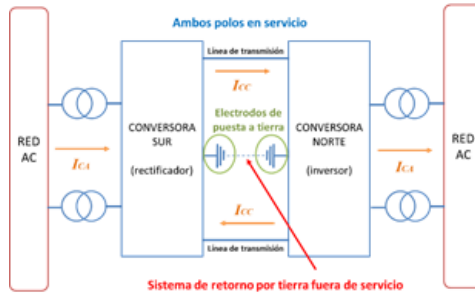 Ambos polos en servicio
Línea de transmisión
ICC
Electrodos de
puesta a tierra
RED
AC
ICA
CONVERSORA
SUR
(rectificador)
CONVERSORA
NORTE
(inversor)
ICA
RED
AC
ICC
Línea de transmisión
Sistema de retorno por tierra fuera de servicio